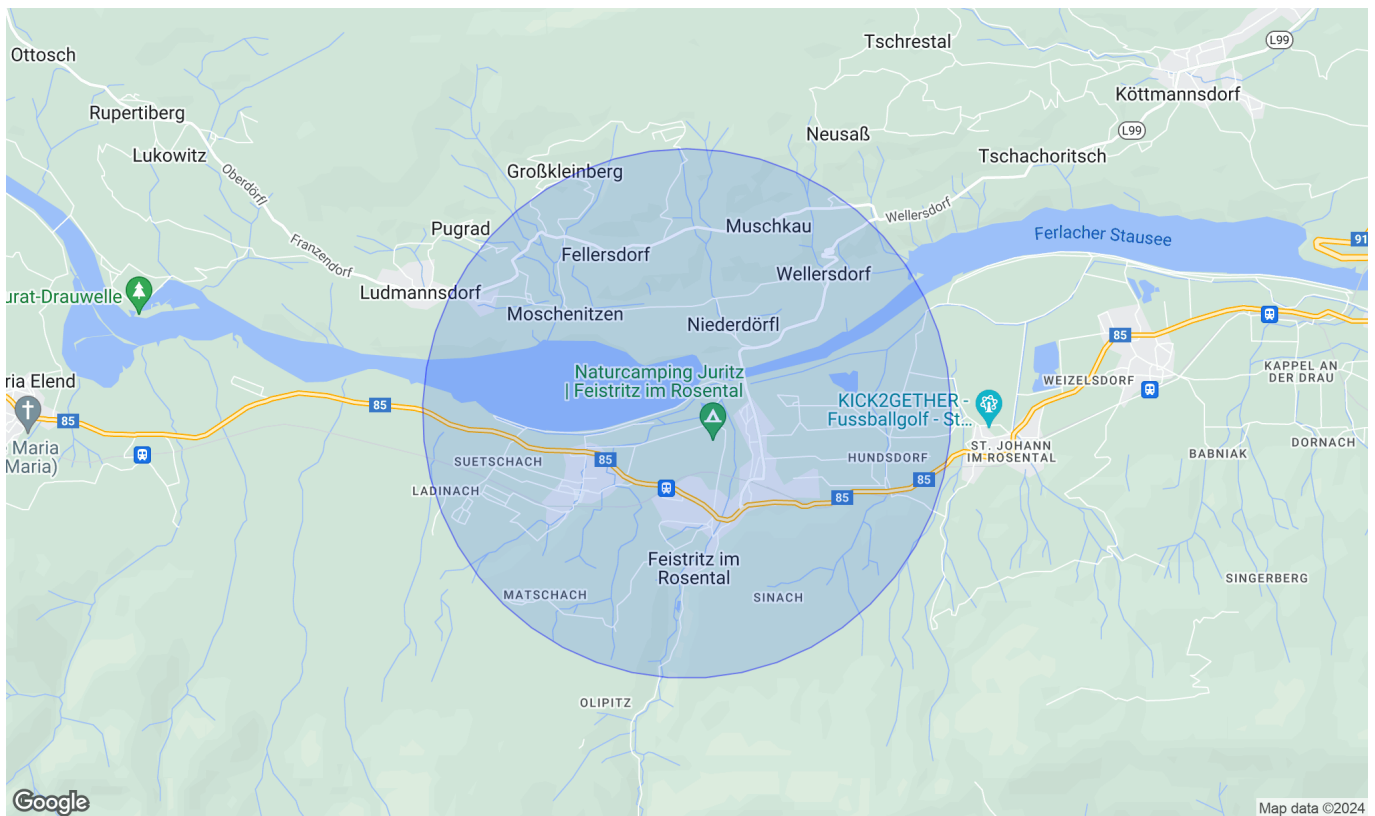 Ottosch
Tschrestal
L99
Köttmannsdorf
Rupertiberg
Neusaß
L99
Lukowitz
Tschachoritsch
Großkleinberg
Oberdörfl
Wellersdorf
Pugrad
Muschkau
Ferlacher Stausee
91
Franzendorf
Fellersdorf
Wellersdorf
urat-Drauwelle
Ludmannsdorf
Moschenitzen
Niederdörfl
85
Naturcamping Juritz
| Feistritz im Rosental
KAPPEL AN
DER DRAU
ria Elend
WEIZELSDORF
85
KICK2GETHER -
Fussballgolf - St...
85
Maria
Maria)
ST. JOHANN
IM ROSENTAL
DORNACH
BABNIAK
SUETSCHACH
85
HUNDSDORF
LADINACH
85
85
Feistritz im
Rosental
SINGERBERG
MATSCHACH
SINACH
OLIPITZ
Google
Map data ©2024